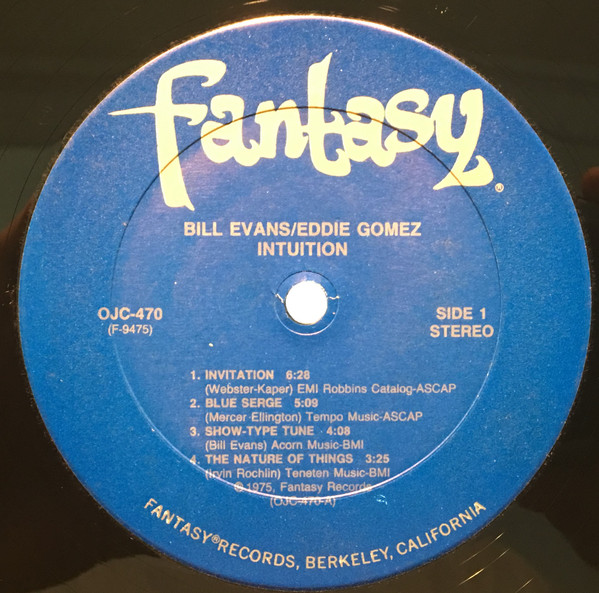 fantasy®
BILL EVANS/EDDIE GOMEZ
INTUITION
OJC-470
(F-9475)
SIDE 1
STEREO
1. INVITATION 6:28
(Webster-Kaper) EMI Robbins Catalog-ASCAP
2. BLUE SERGE 5:09
(Mercer Ellington) Tempo Music-ASCAP
3. SHOW-TYPE TUNE 4:08
(Bill Evans) Acorn Music-BMI
4. THE NATURE OF THINGS 3:25
(Irvin Rochlin) Teneten Music-BMI
© 1975, Fantasy Records
(OJC-470-A)
FANTASY® RECORDS, BERKELEY, CALIFORNIA